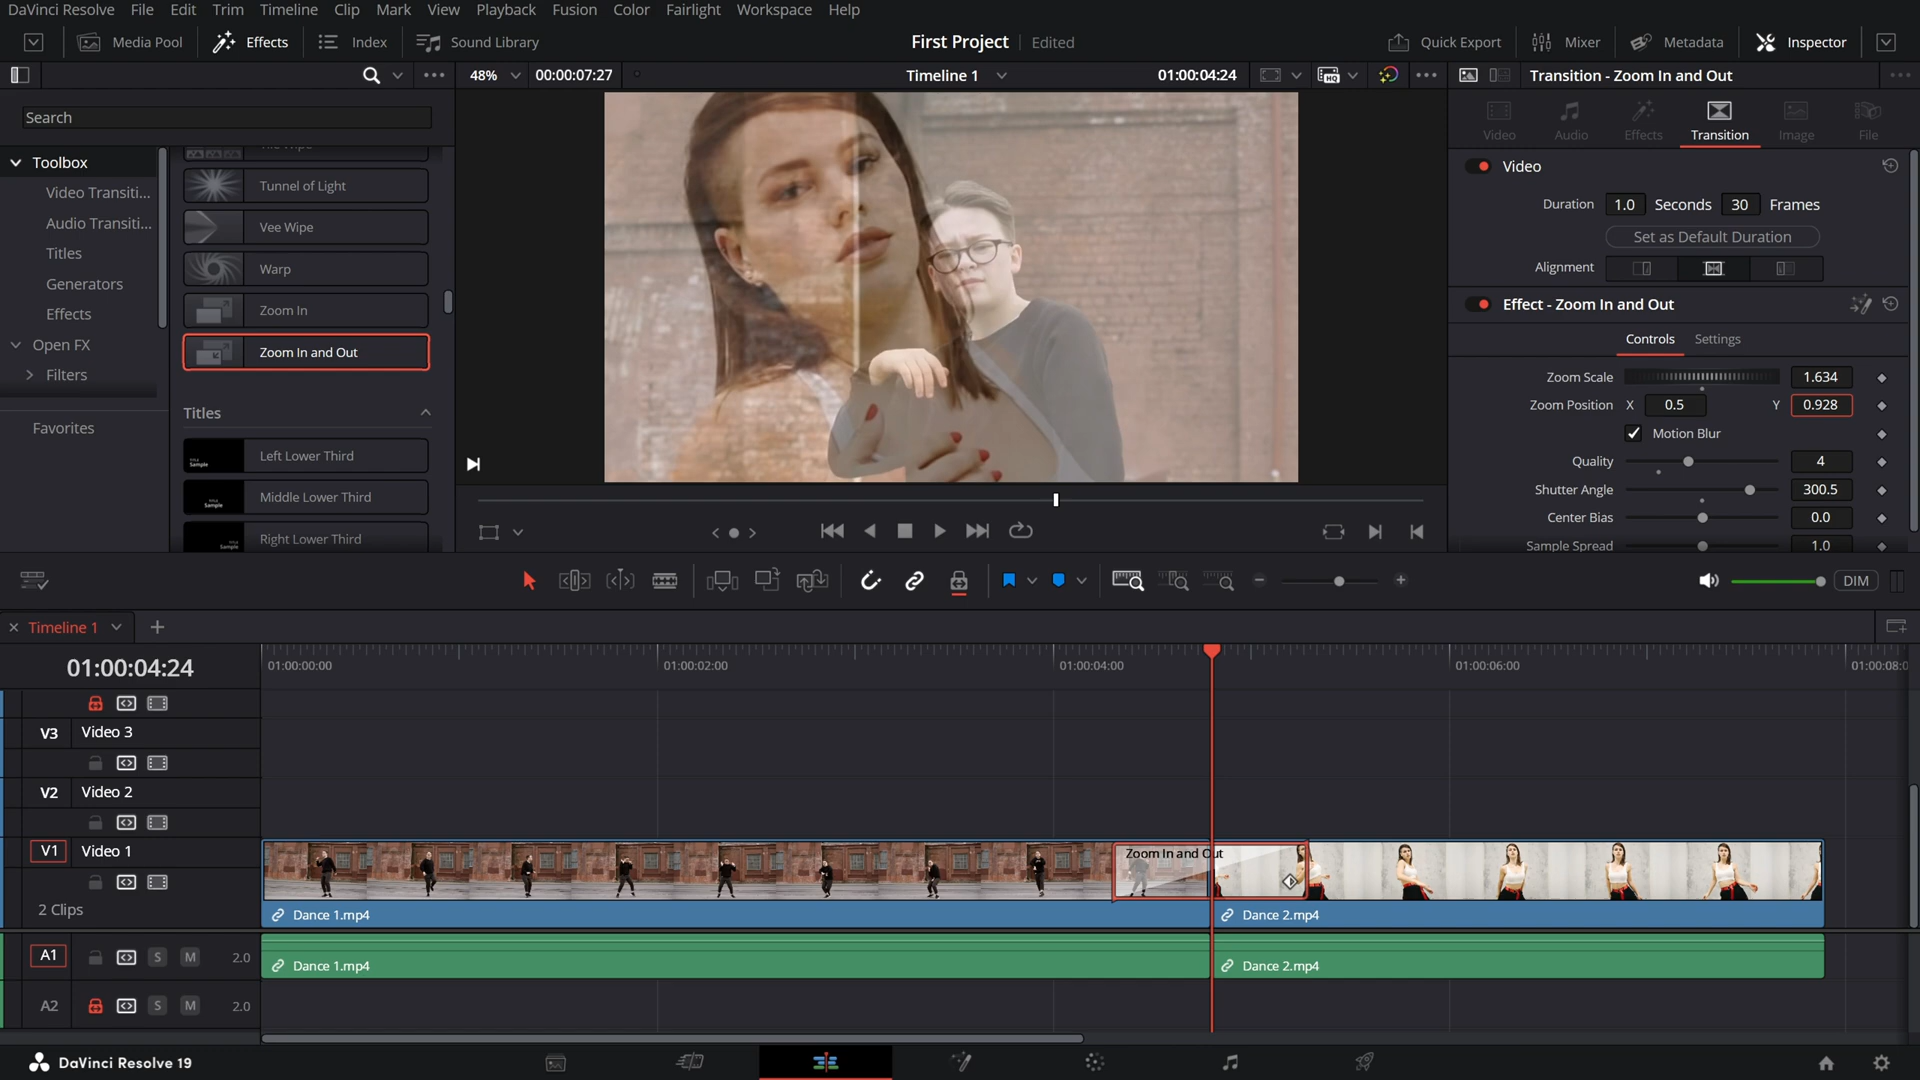 DaVinci Resolve File Edit Trim Timeline Clip Mark View Playback Fusion Color Fairlight Workspace Help
Media Pool Effects Index Sound Library First Project Edited Quick Export Mixer Metadata Inspector
48% 00:00:07:27 Timeline 1 01:00:04:24 Transition - Zoom In and Out
Search
Video Audio Effects Transition Image File
Toolbox
Video Transiti...
Audio Transiti...
Titles
Generators
Effects
Open FX
Filters
Favorites
Tunnel of Light
Vee Wipe
Warp
Zoom In
Zoom In and Out
Titles
Sample Left Lower Third
Sample Middle Lower Third
Sample Right Lower Third
Video
Duration 1.0 Seconds 30 Frames
Set as Default Duration
Alignment
Effect - Zoom In and Out
Controls Settings
Zoom Scale 1.634
Zoom Position X 0.5 Y 0.928
Motion Blur
Quality 4
Shutter Angle 300.5
Center Bias 0.0
Sample Spread 1.0
DIM
Timeline 1
01:00:04:24 01:00:00:00 01:00:02:00 01:00:04:00 01:00:06:00 01:00:08:0
V3 Video 3
V2 Video 2
V1 Video 1
2 Clips
Zoom In and Out
Dance 1.mp4 Dance 2.mp4
A1 S M 2.0
Dance 1.mp4 Dance 2.mp4
A2 S M 2.0
DaVinci Resolve 19